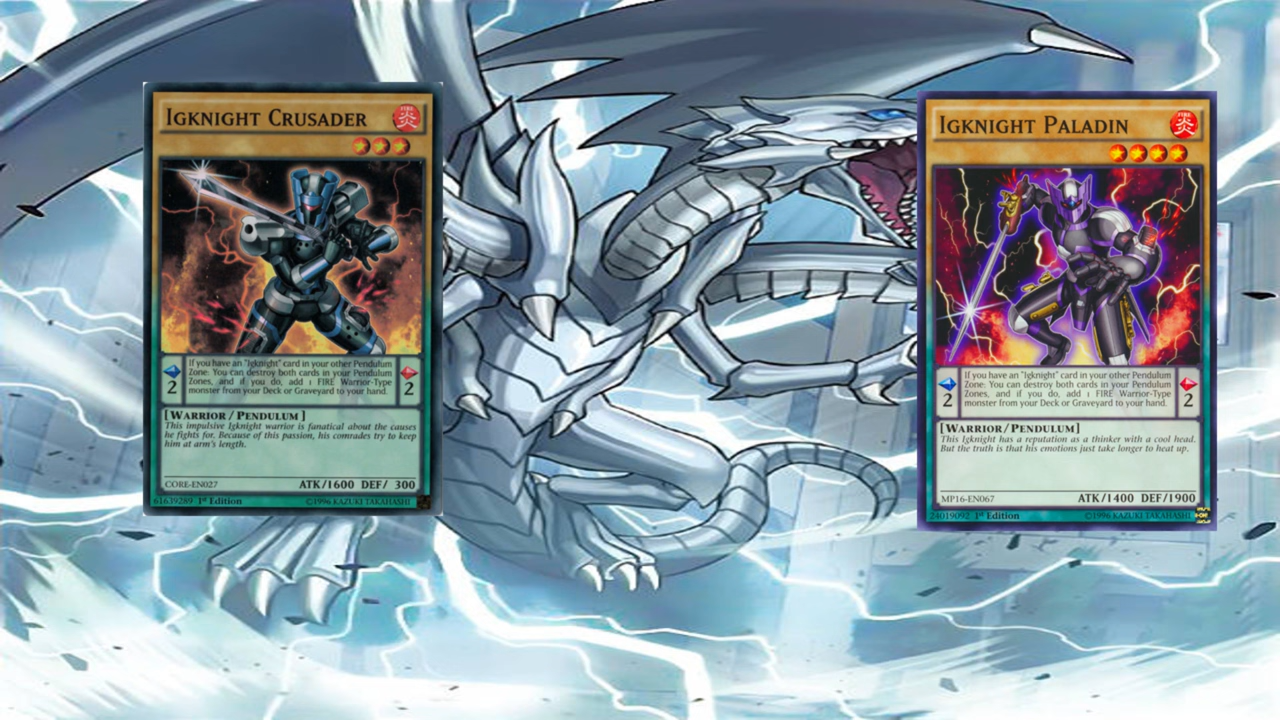 IGKNIGHT CRUSADER
FIRE
炎
If you have an "Igknight" card in your other Pendulum
Zone: You can destroy both cards in your Pendulum
Zones, and if you do, add 1 FIRE Warrior-Type
monster from your Deck or Graveyard to your hand.
2
2
[WARRIOR / PENDULUM]
This impulsive Igknight warrior is fanatical about the causes
he fights for. Because of this passion, his comrades try to keep
him at arm's length.
CORE-EN027
ATK/1600 DEF/ 300
61639289 1st Edition
©1996 KAZUKI TAKAHASHI
IGKNIGHT PALADIN
FIRE
炎
If you have an "Igknight" card in your other Pendulum
Zone: You can destroy both cards in your Pendulum
Zones, and if you do, add 1 FIRE Warrior-Type
monster from your Deck or Graveyard to your hand.
2
2
[WARRIOR/PENDULUM]
This Igknight has a reputation as a thinker with a cool head.
But the truth is that his emotions just take longer to heat up.
MP16-EN067
ATK/1400 DEF/1900
24019092 1st Edition
©1996 KAZUKI TAKAHASHI